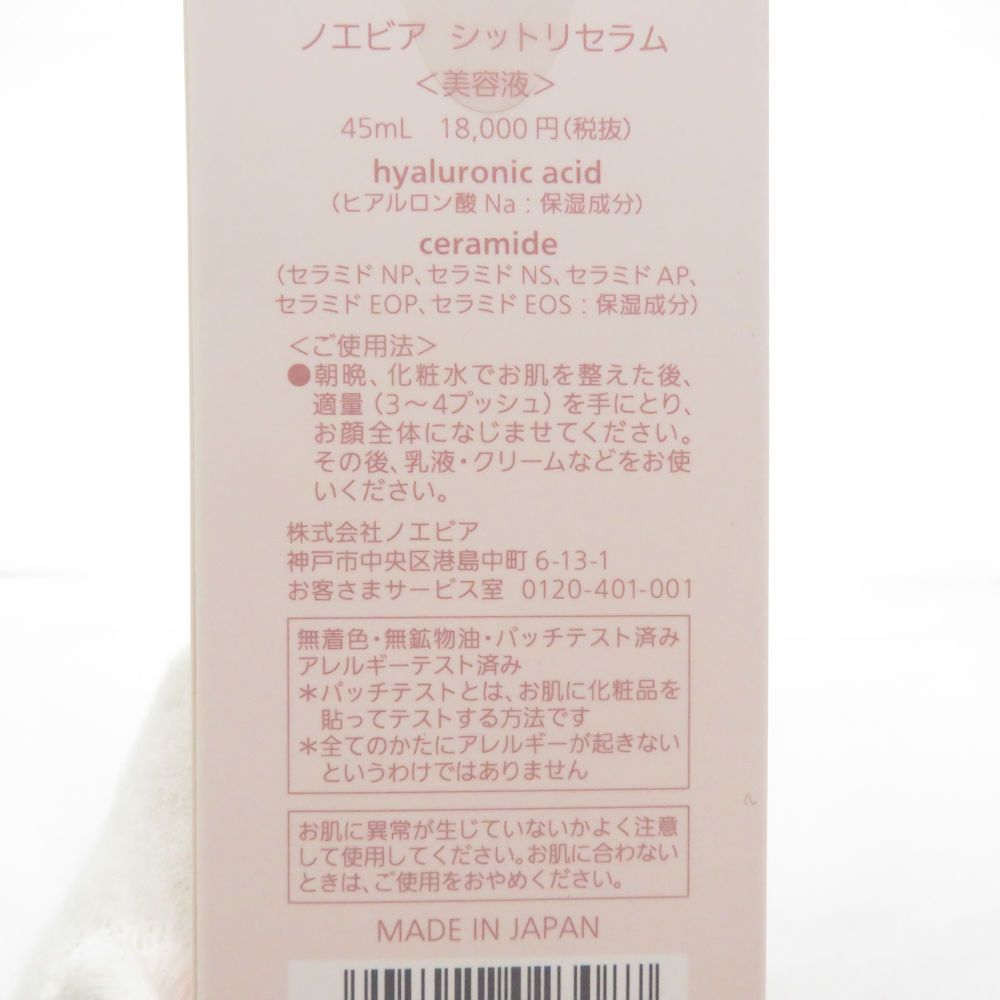 ノエビア シットリセラム
＜美容液＞
45mL 18,000円(税抜)
hyaluronic acid
(ヒアルロン酸Na：保湿成分)
ceramide
(セラミドNP、セラミドNS、セラミドAP、
セラミドEOP、セラミドEOS：保湿成分)
＜ご使用法＞
●朝晩、化粧水でお肌を整えた後、
適量（3〜4プッシュ）を手にとり、
お顔全体になじませてください。
その後、乳液・クリームなどをお使
いください。
株式会社ノエビア
神戸市中央区港島中町6-13-1
お客さまサービス室 0120-401-001
無着色・無鉱物油・パッチテスト済み
アレルギーテスト済み
＊パッチテストとは、お肌に化粧品を
貼ってテストする方法です
＊全てのかたにアレルギーが起きない
というわけではありません
お肌に異常が生じていないかよく注意
して使用してください。お肌に合わない
ときは、ご使用をおやめください。
MADE IN JAPAN